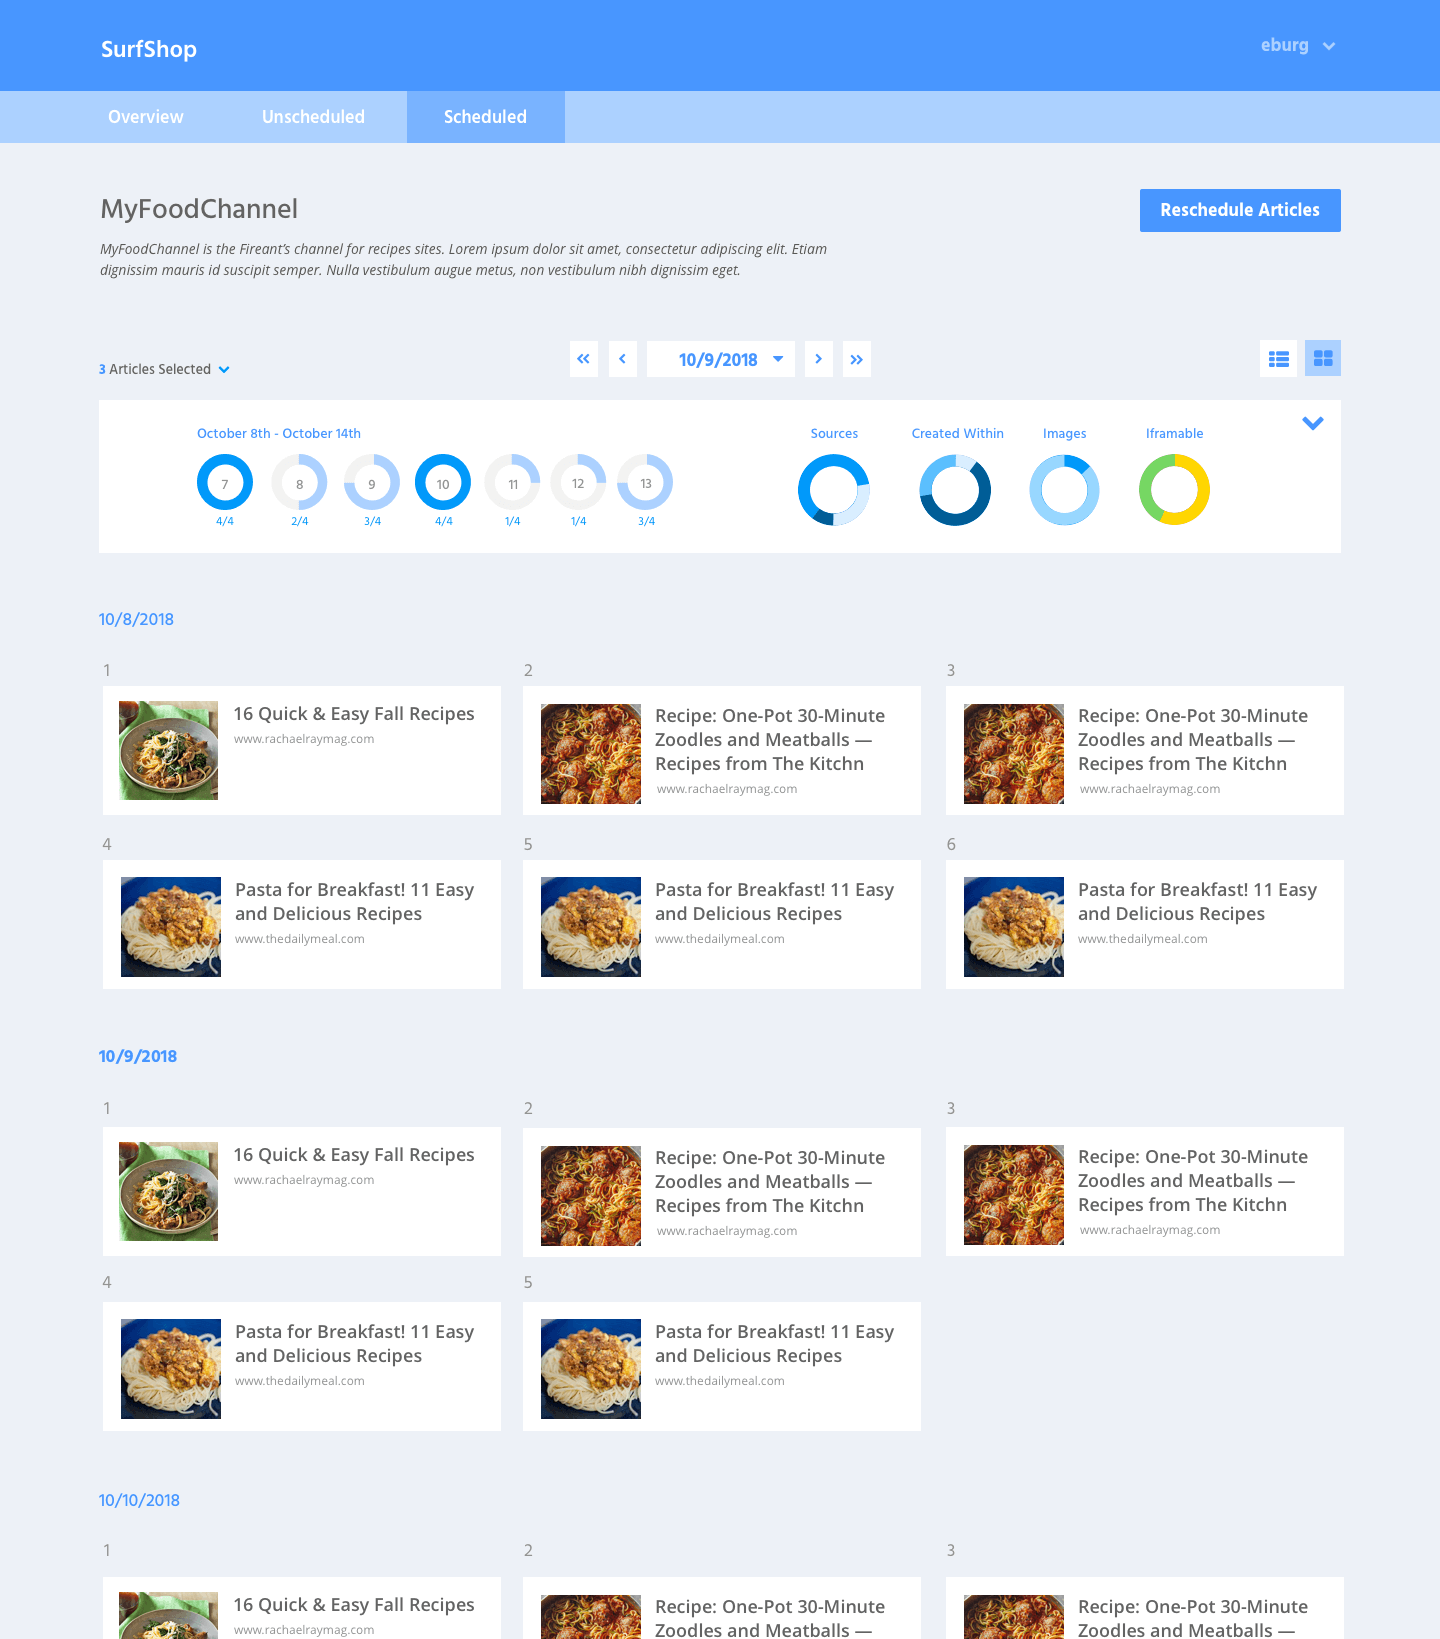 SurfShop
eburg
Overview
Unscheduled
Scheduled
MyFoodChannel
Reschedule Articles
MyFoodChannel is the Fireant’s channel for recipes sites. Lorem ipsum dolor sit amet, consectetur adipiscing elit. Etiam
dignissim mauris id suscipit semper. Nulla vestibulum augue metus, non vestibulum nibh dignissim eget.
3 Articles Selected
10/9/2018
October 8th - October 14th
7
8
9
10
11
12
13
4/4
2/4
3/4
4/4
1/4
1/4
3/4
Sources
Created Within
Images
Iframable
10/8/2018
1
16 Quick & Easy Fall Recipes
www.rachaelraymag.com
2
Recipe: One-Pot 30-Minute
Zoodles and Meatballs —
Recipes from The Kitchn
www.rachaelraymag.com
3
Recipe: One-Pot 30-Minute
Zoodles and Meatballs —
Recipes from The Kitchn
www.rachaelraymag.com
4
Pasta for Breakfast! 11 Easy
and Delicious Recipes
www.thedailymeal.com
5
Pasta for Breakfast! 11 Easy
and Delicious Recipes
www.thedailymeal.com
6
Pasta for Breakfast! 11 Easy
and Delicious Recipes
www.thedailymeal.com
10/9/2018
1
16 Quick & Easy Fall Recipes
www.rachaelraymag.com
2
Recipe: One-Pot 30-Minute
Zoodles and Meatballs —
Recipes from The Kitchn
www.rachaelraymag.com
3
Recipe: One-Pot 30-Minute
Zoodles and Meatballs —
Recipes from The Kitchn
www.rachaelraymag.com
4
Pasta for Breakfast! 11 Easy
and Delicious Recipes
www.thedailymeal.com
5
Pasta for Breakfast! 11 Easy
and Delicious Recipes
www.thedailymeal.com
10/10/2018
1
16 Quick & Easy Fall Recipes
www.rachaelraymag.com
2
Recipe: One-Pot 30-Minute
Zoodles and Meatballs —
3
Recipe: One-Pot 30-Minute
Zoodles and Meatballs —